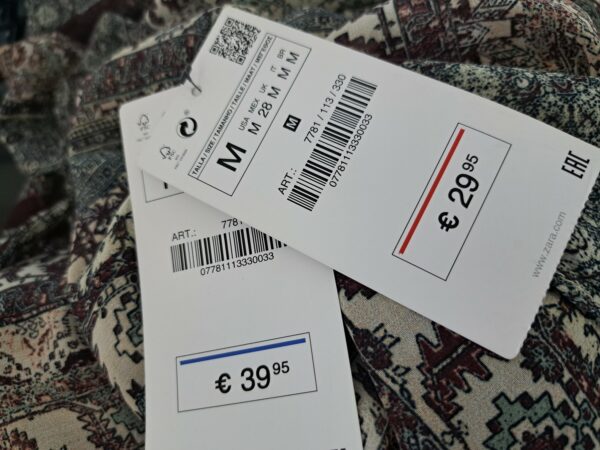 TALLA / SIZE / TAMANHO / TAILLE / MAAT / MĒRS
USA MEX UK IT BR
M M 28 M M M
M
ART.: 7781 / 113 / 330
07781113330033
€ 29 95
EAC
www.zara.com
ART.: 7781
07781113330033
€ 39 95